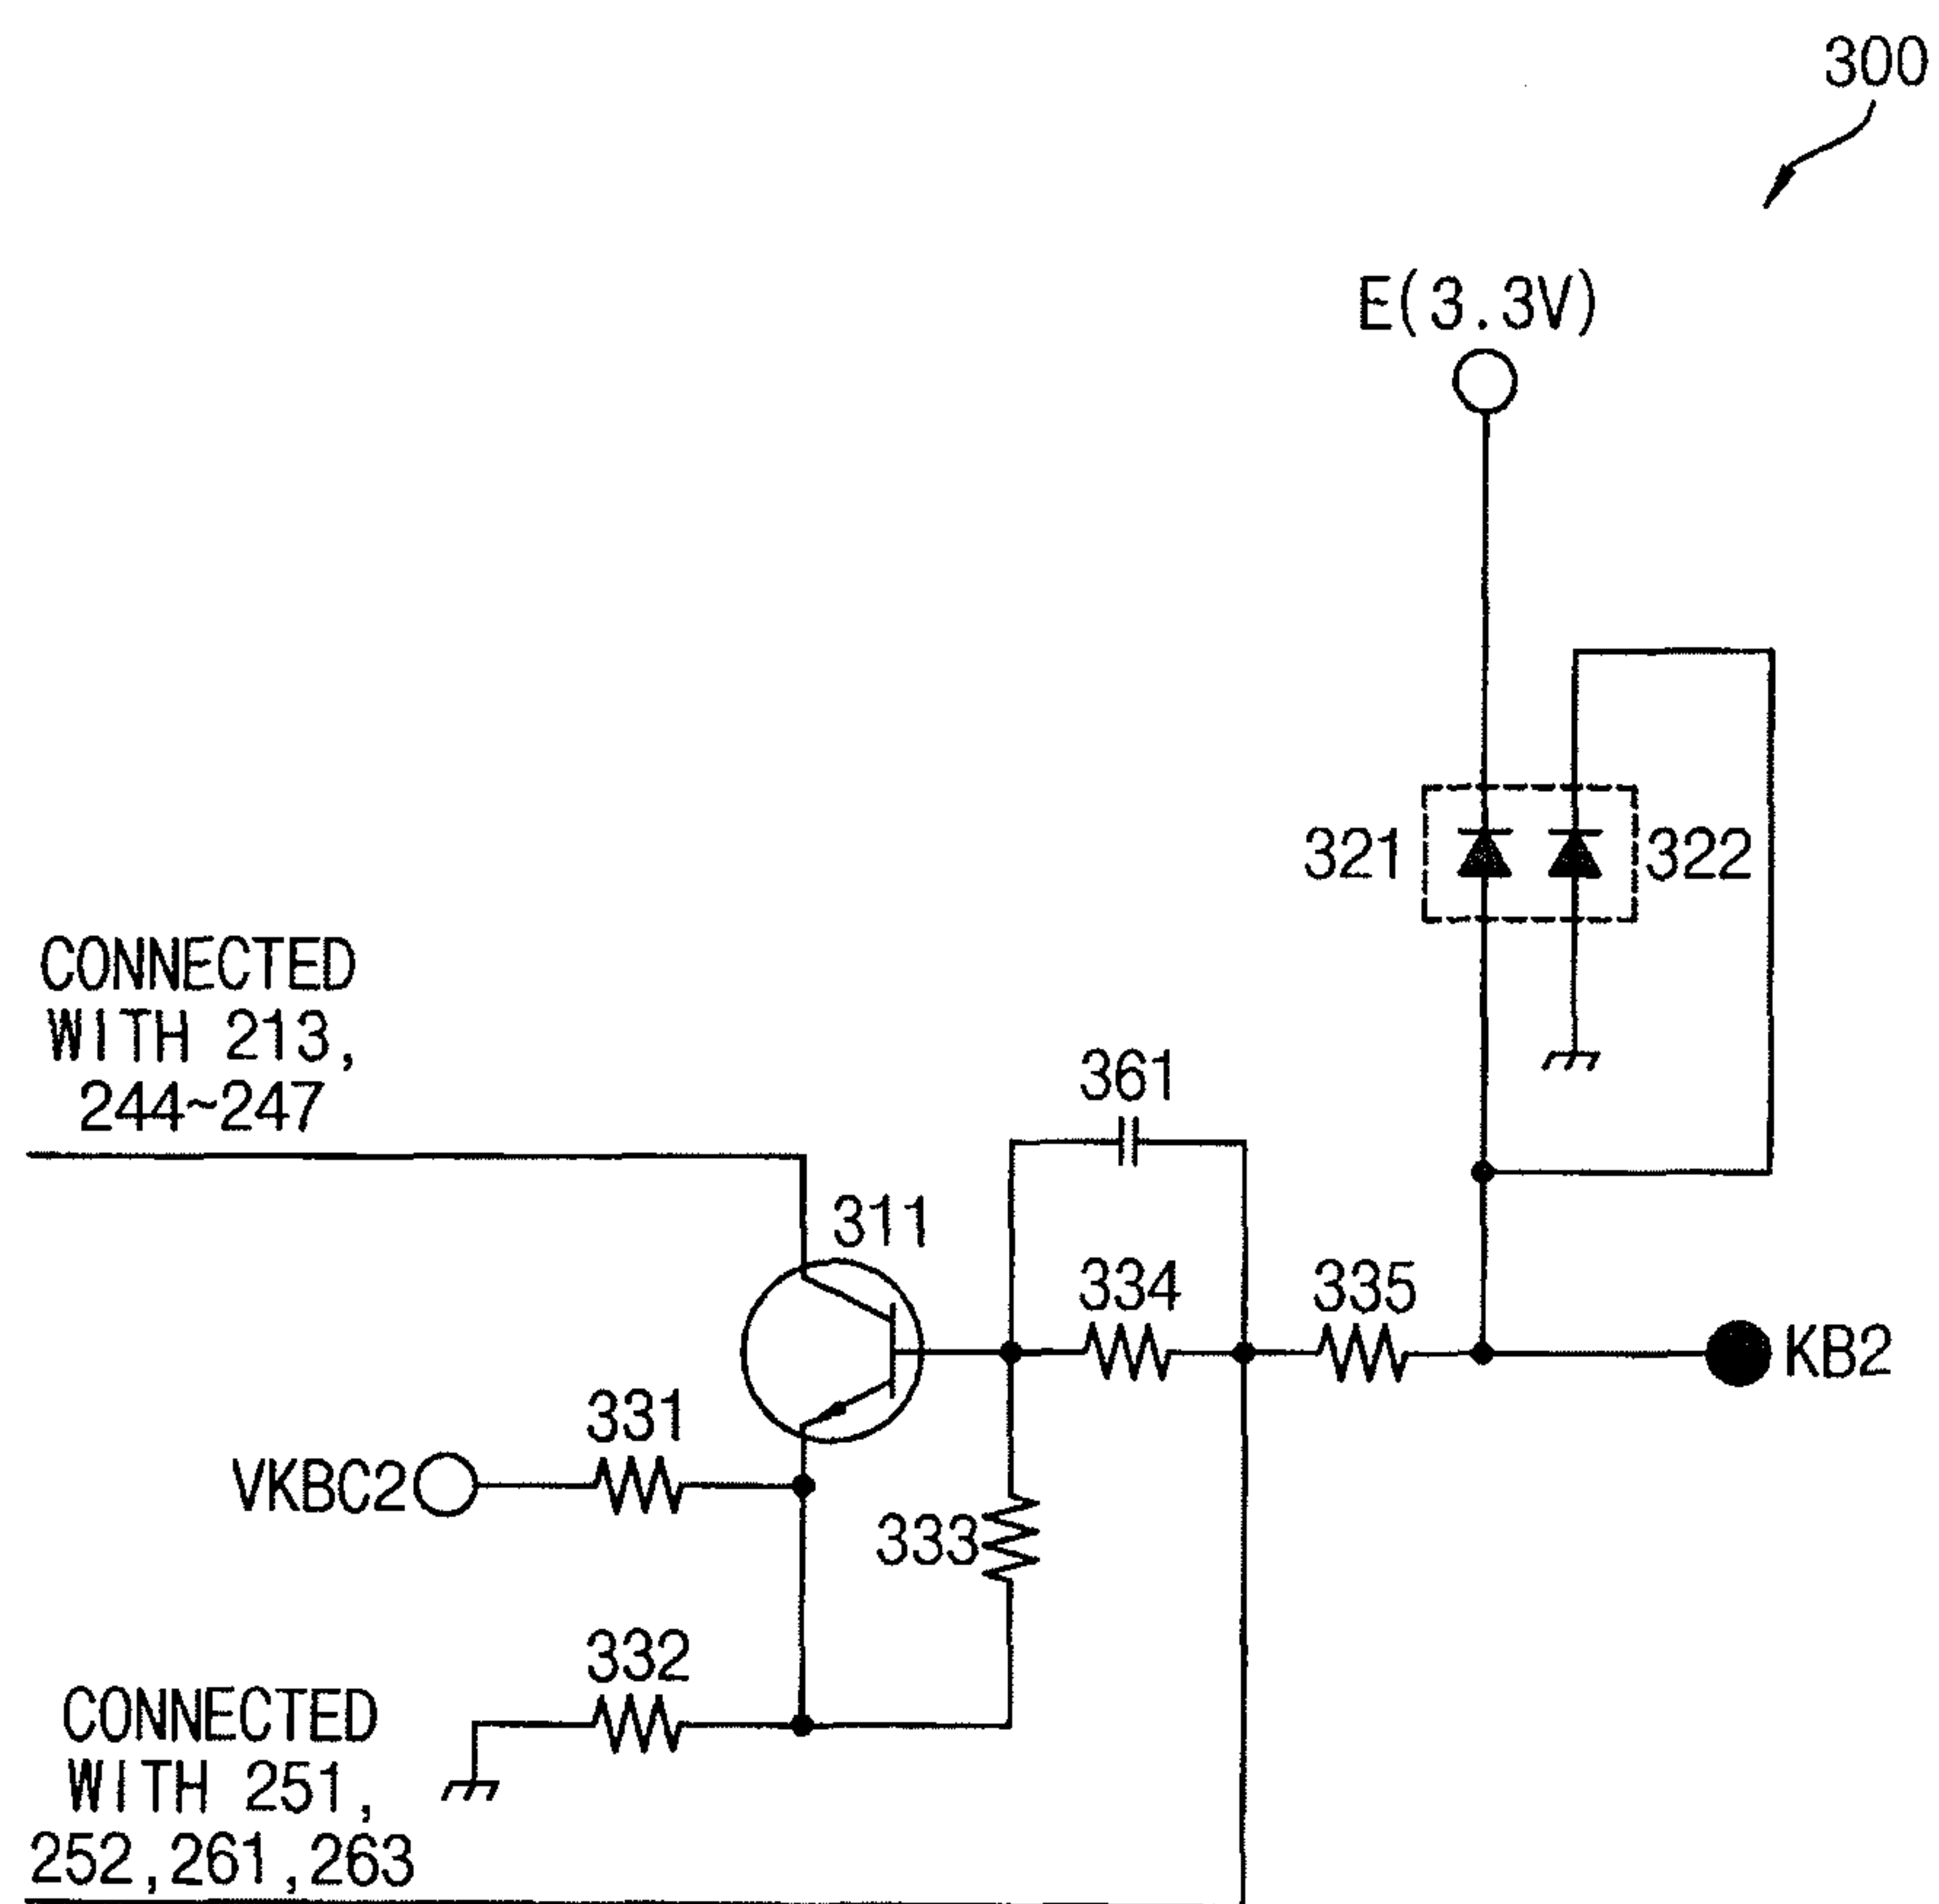 300
E(3.3V)
321
322
CONNECTED
WITH 213,
244~247
361
311
334
335
KB2
331
VKBC2
333
332
CONNECTED
WITH 251,
252,261,263